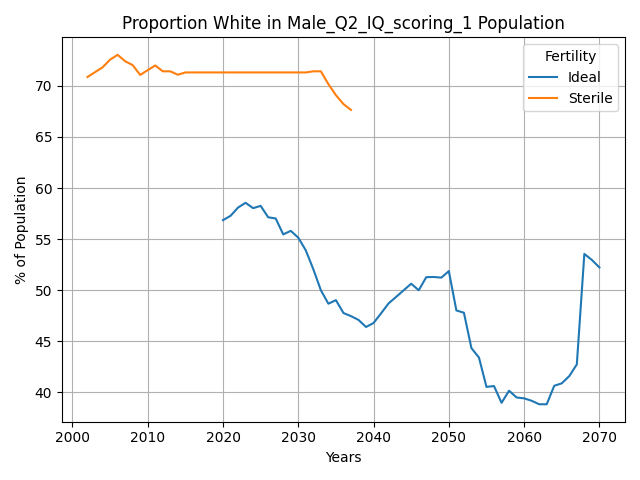 Proportion White in Male_Q2_IQ_scoring_1 Population
Fertility
Ideal
Sterile
% of Population
70
65
60
55
50
45
40
2000 2010 2020 2030 2040 2050 2060 2070
Years